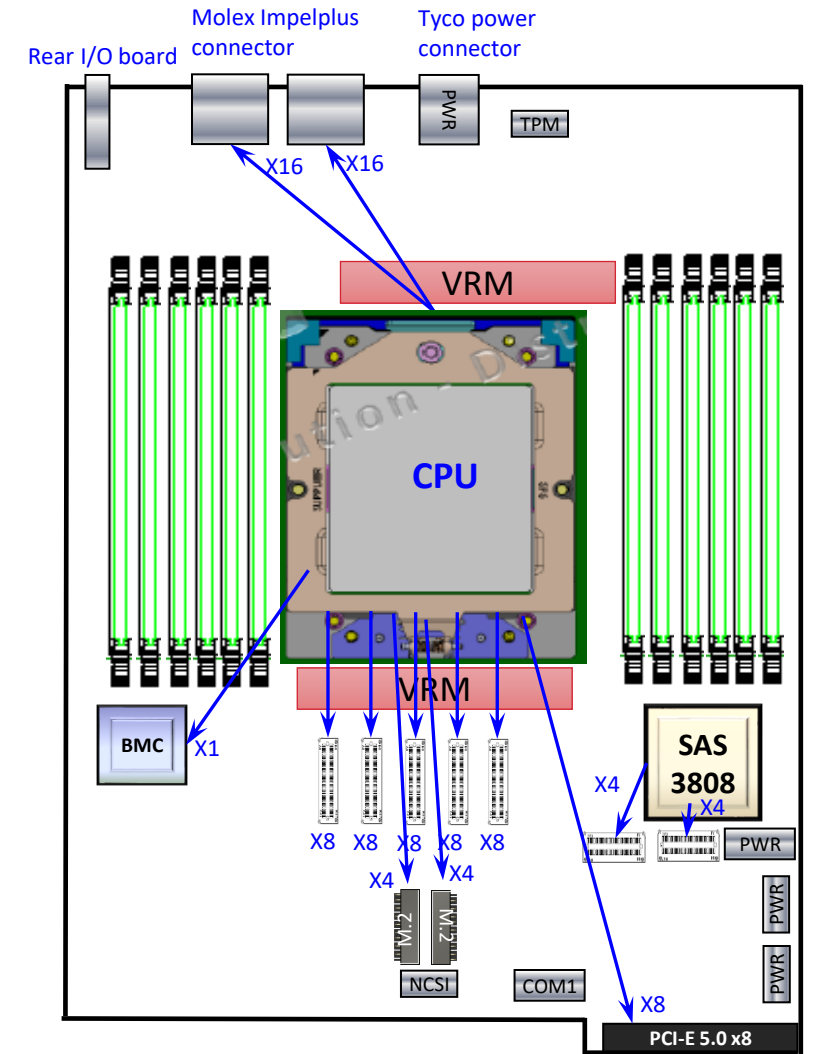 Molex Impelplus
connector
Tyco power
connector
Rear I/O board
PWR
TPM
X16
X16
VRM
CPU
VRM
BMC
X1
SAS
3808
X4
X4
X8
X8
X8
X8
X8
PWR
X4
X4
M.2
M.2
PWR
PWR
NCSI
COM1
X8
PCI-E 5.0 x8